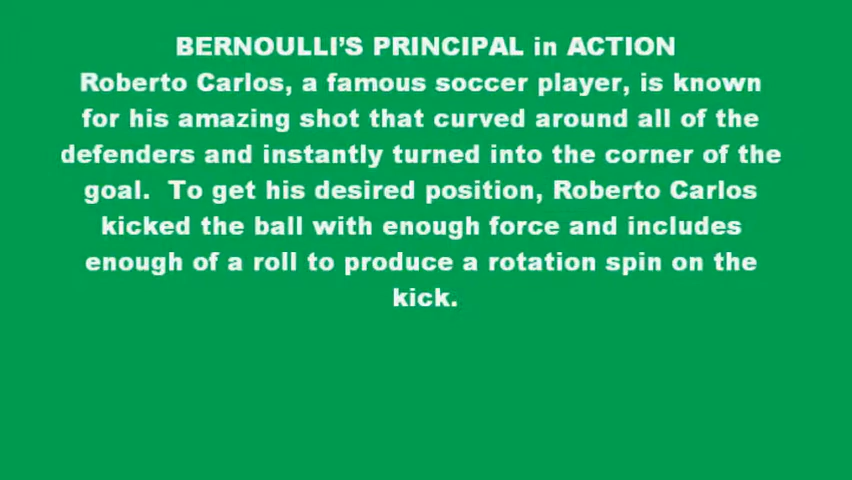 BERNOULLI’S PRINCIPAL in ACTION
Roberto Carlos, a famous soccer player, is known
for his amazing shot that curved around all of the
defenders and instantly turned into the corner of the
goal.  To get his desired position, Roberto Carlos
kicked the ball with enough force and includes
enough of a roll to produce a rotation spin on the
kick.